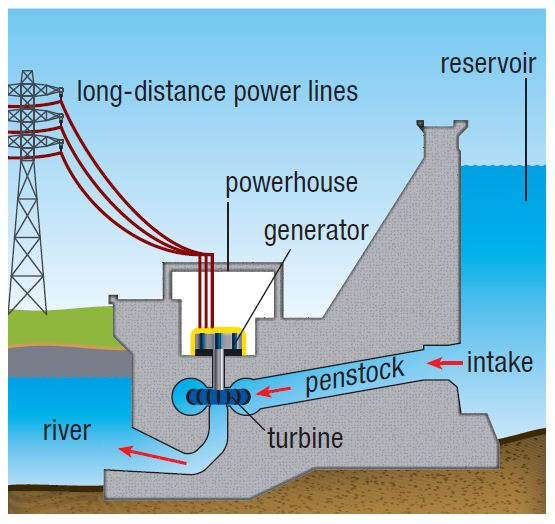 reservoir
long-distance power lines
powerhouse
generator
penstock
intake
river
turbine